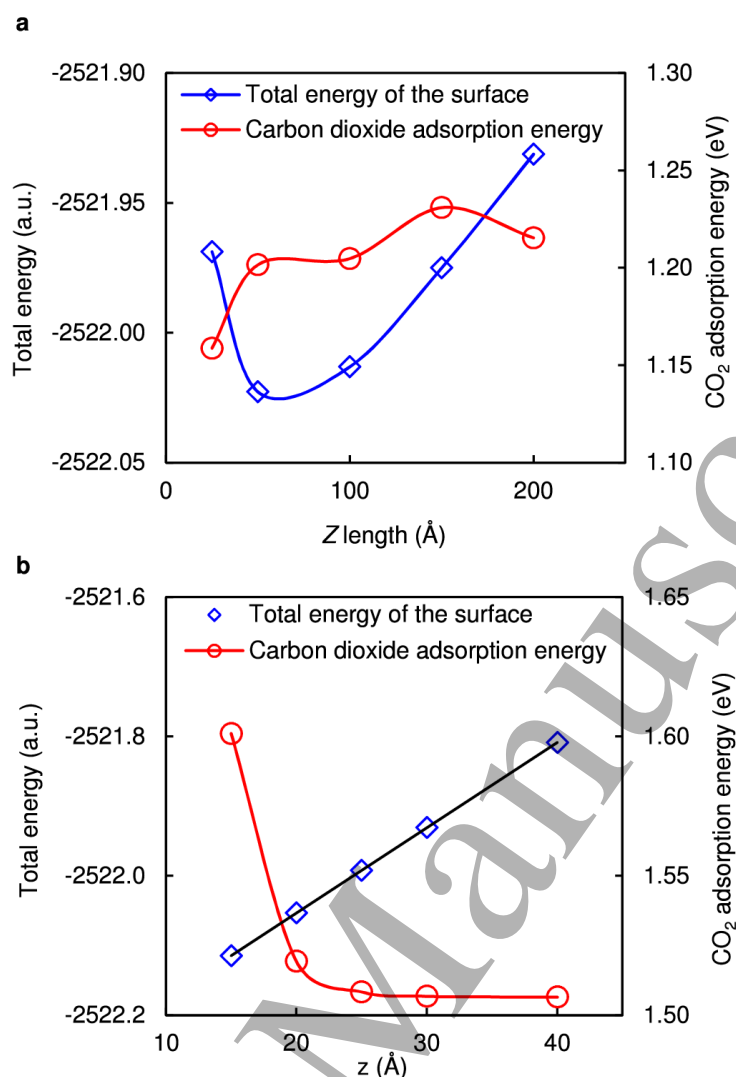 a
-2521.90
-2521.95
-2522.00
-2522.05
Total energy (a.u.)
Total energy of the surface
Carbon dioxide adsorption energy
1.30
1.25
1.20
1.15
1.10
CO₂ adsorption energy (eV)
0
100
200
Z length (Å)
b
-2521.6
-2521.8
-2522.0
-2522.2
Total energy (a.u.)
Total energy of the surface
Carbon dioxide adsorption energy
1.65
1.60
1.55
1.50
CO₂ adsorption energy (eV)
10
20
30
40
z (Å)
Manusc